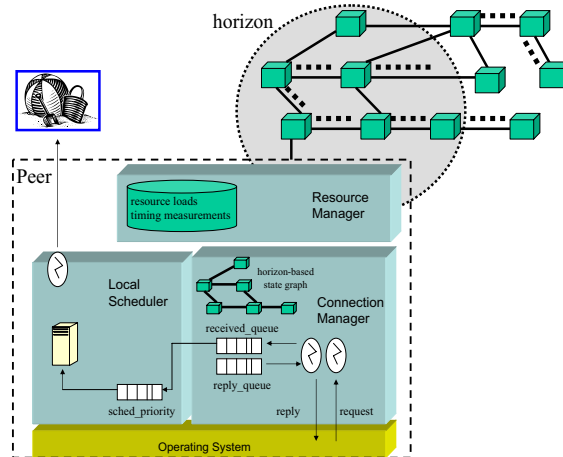 horizon
Peer
resource loads
timing measurements
Resource
Manager
Local
Scheduler
horizon-based
state graph
Connection
Manager
received_queue
reply_queue
sched_priority
reply
request
Operating System